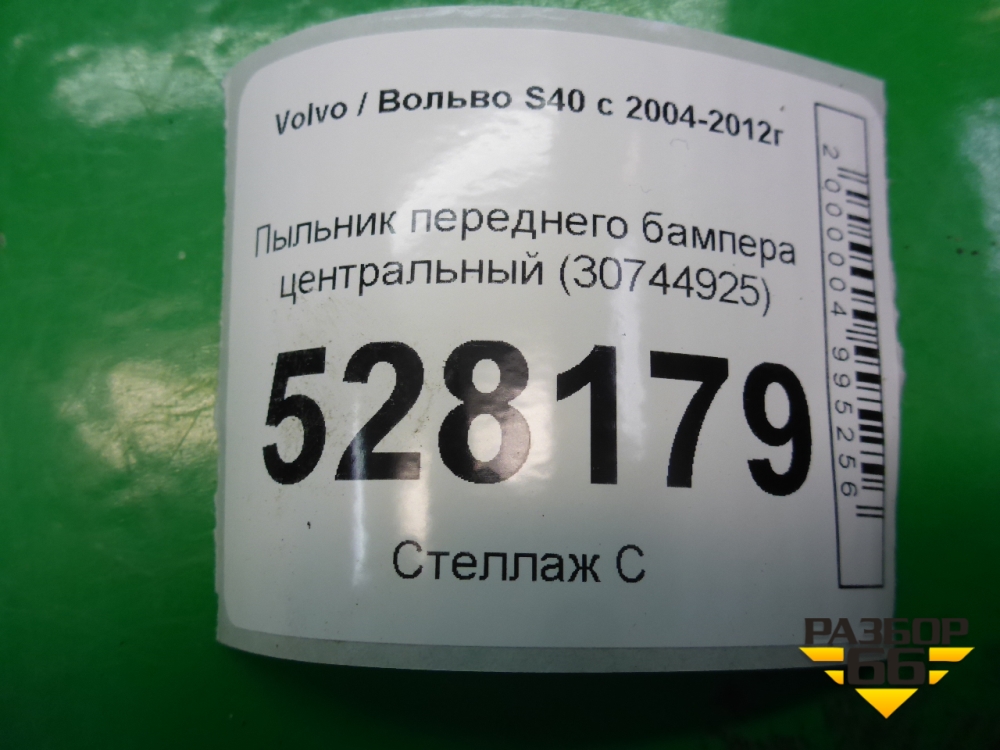 Volvo / Вольво S40 с 2004-2012г
Пыльник переднего бампера
центральный (30744925)
528179
Стеллаж С
2000004995256
РАЗБОР
66